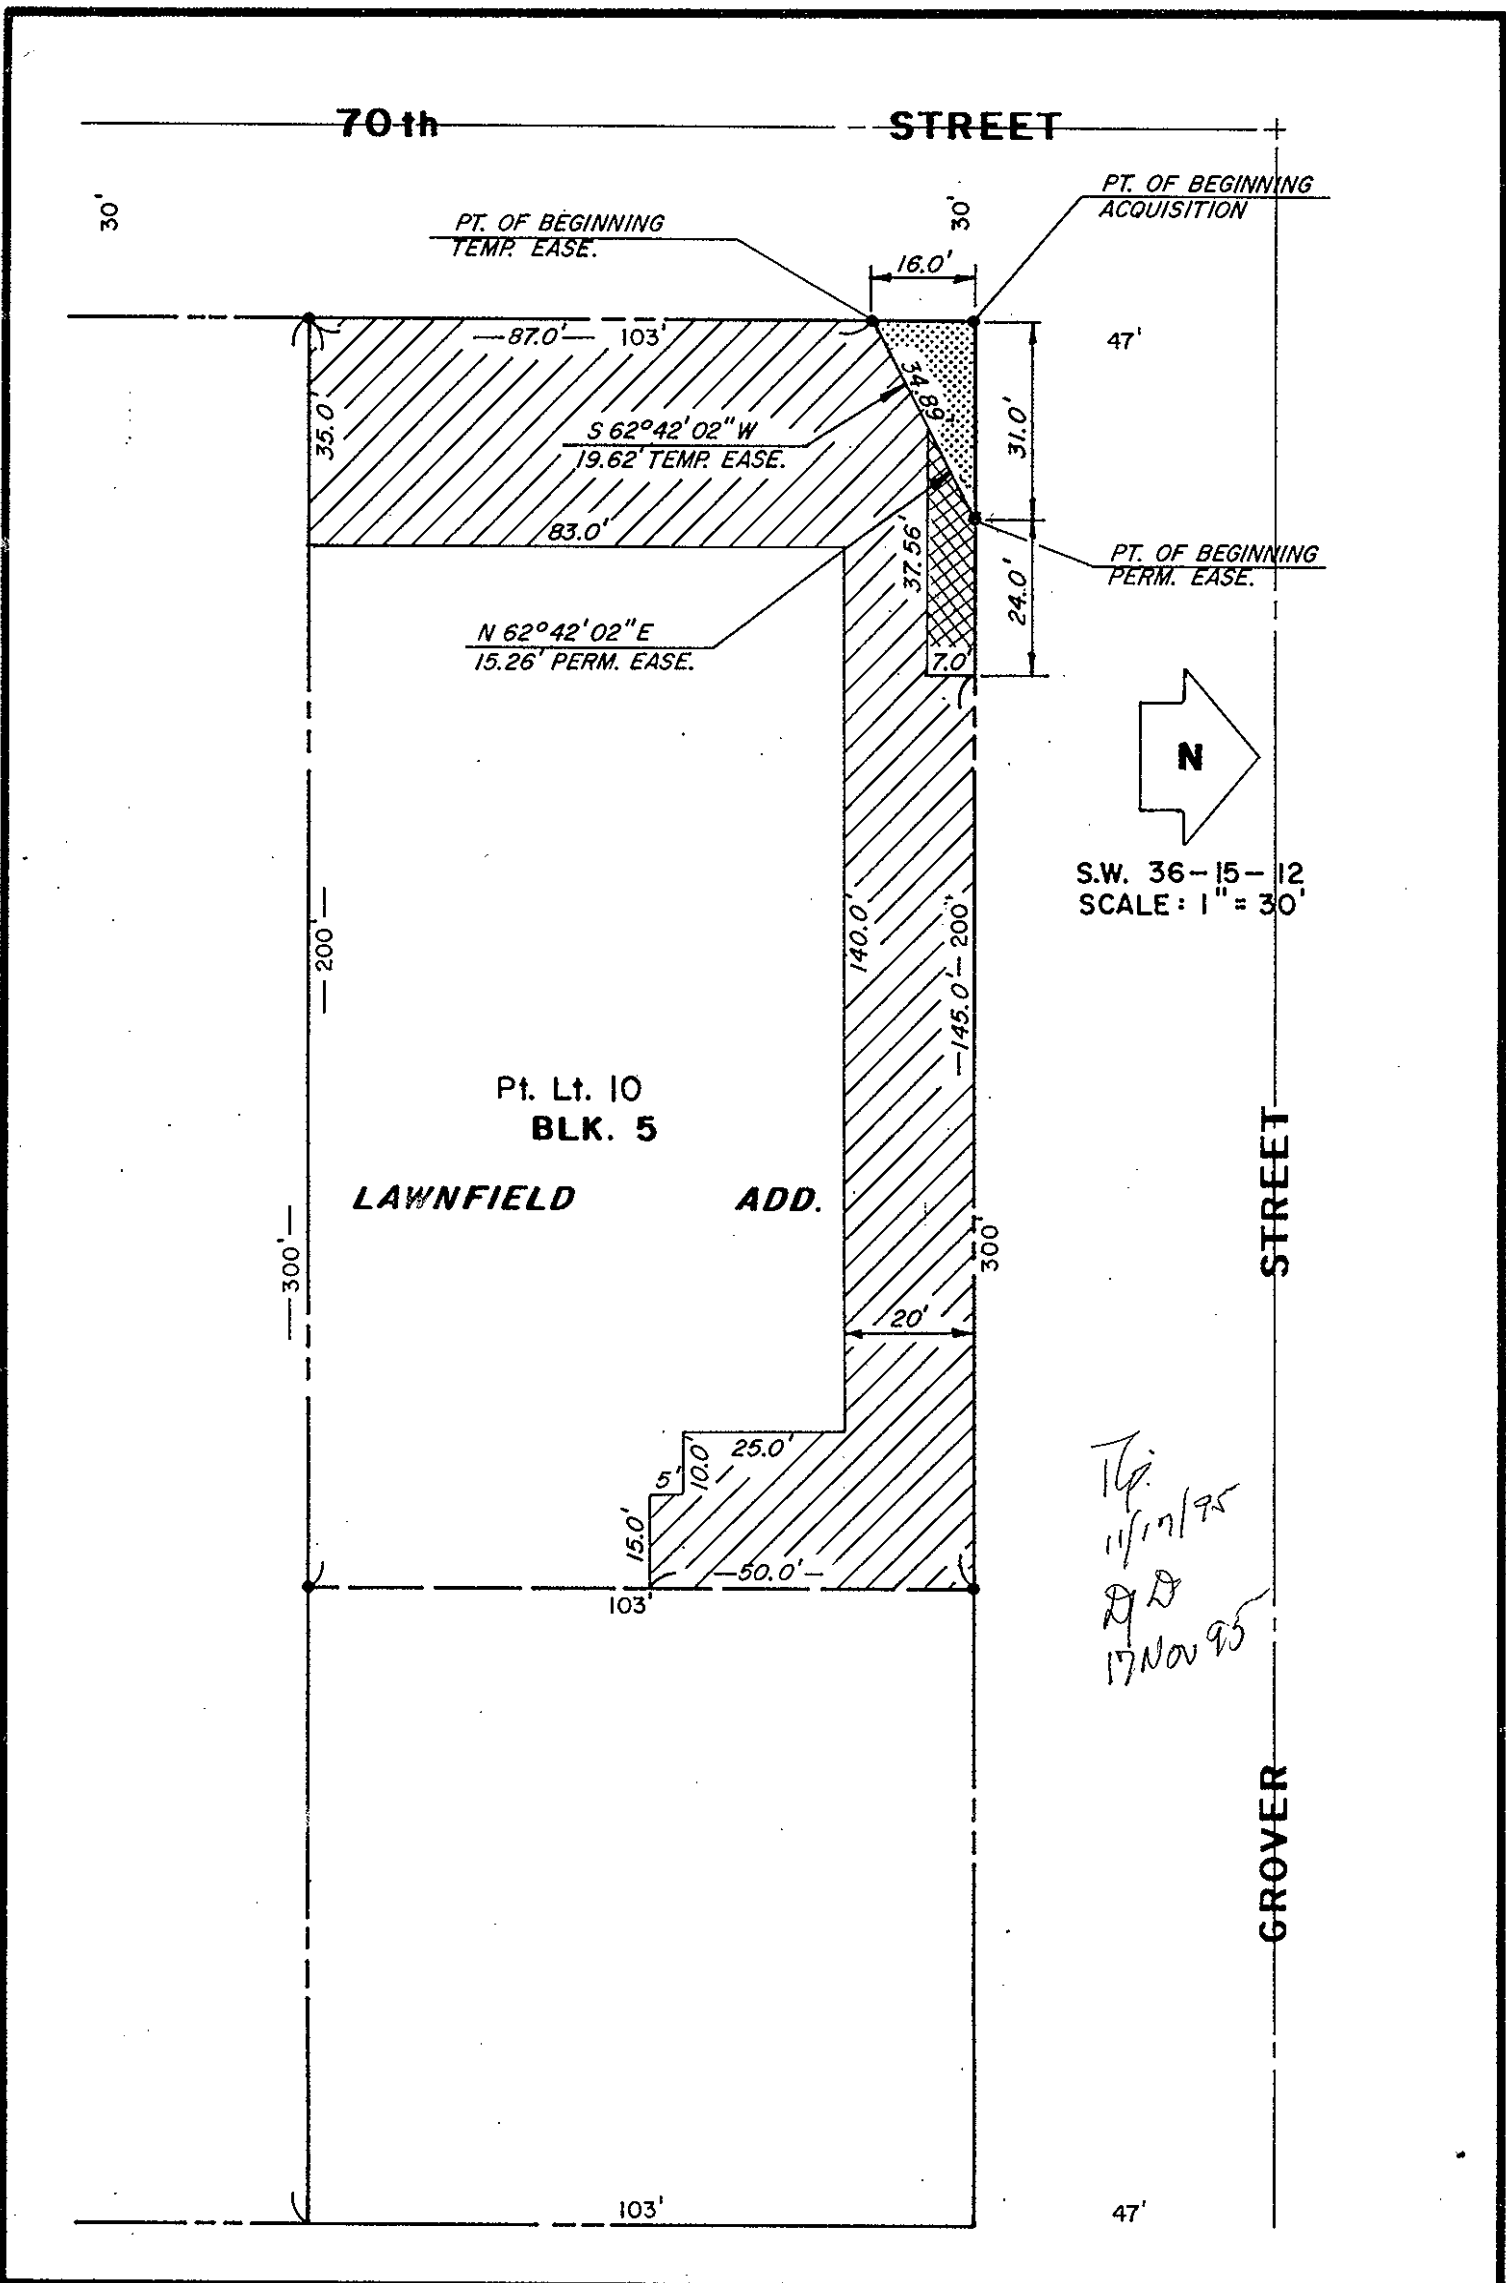 70th STREET
30'
30'
PT. OF BEGINNING
ACQUISITION
PT. OF BEGINNING
TEMP. EASE.
16.0'
—87.0'— 103'
47'
35.0'
34.89'
31.0'
S 62°42'02" W
19.62' TEMP. EASE.
83.0'
37.56'
PT. OF BEGINNING
PERM. EASE.
24.0'
N 62°42'02" E
15.26' PERM. EASE.
7.0'
N
S.W. 36-15-12
SCALE: 1" = 30'
—200'—
140.0'
—145.0'— 200'
Pt. Lt. 10
BLK. 5
LAWNFIELD ADD.
STREET
—300'—
300'
20'
25.0'
10.0'
5'
15.0'
—50.0'—
103'
11/17/95
17 Nov 95
GROVER
103'
47'